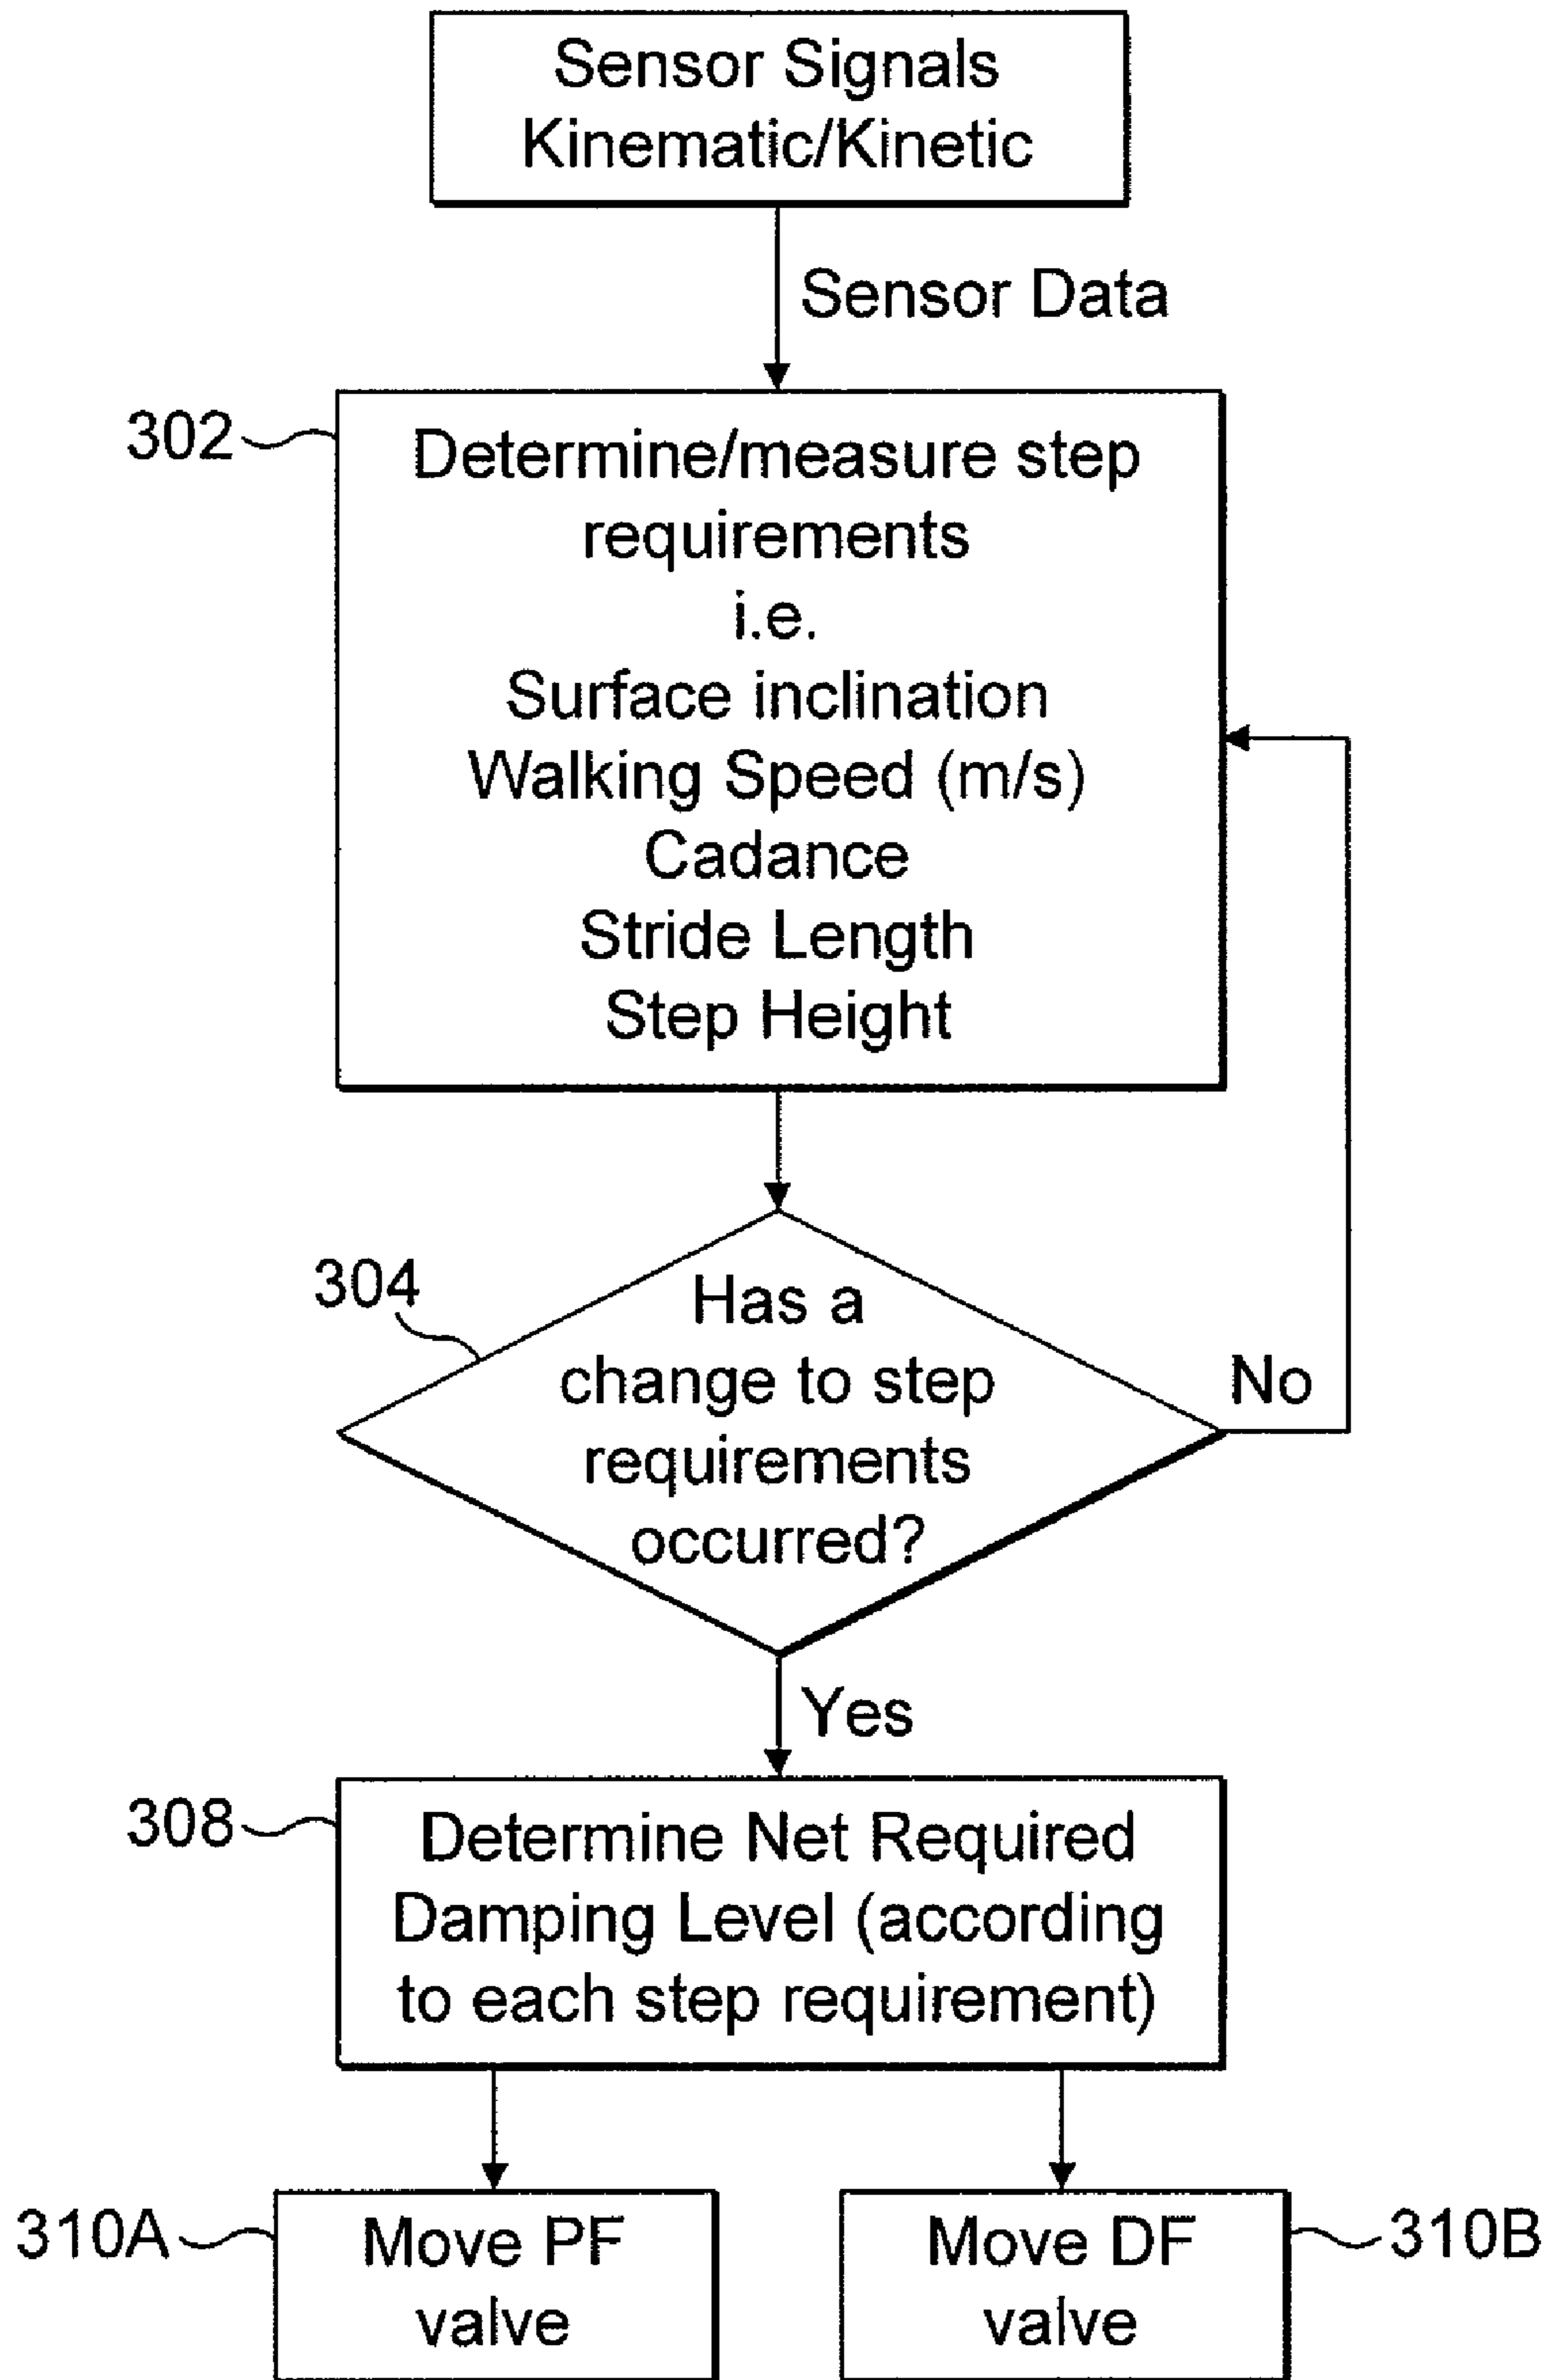 Sensor Signals
Kinematic/Kinetic
Sensor Data
302
Determine/measure step
requirements
i.e.
Surface inclination
Walking Speed (m/s)
Cadance
Stride Length
Step Height
304
Has a
change to step
requirements
occurred?
No
Yes
308
Determine Net Required
Damping Level (according
to each step requirement)
310A
Move PF
valve
Move DF
valve
310B